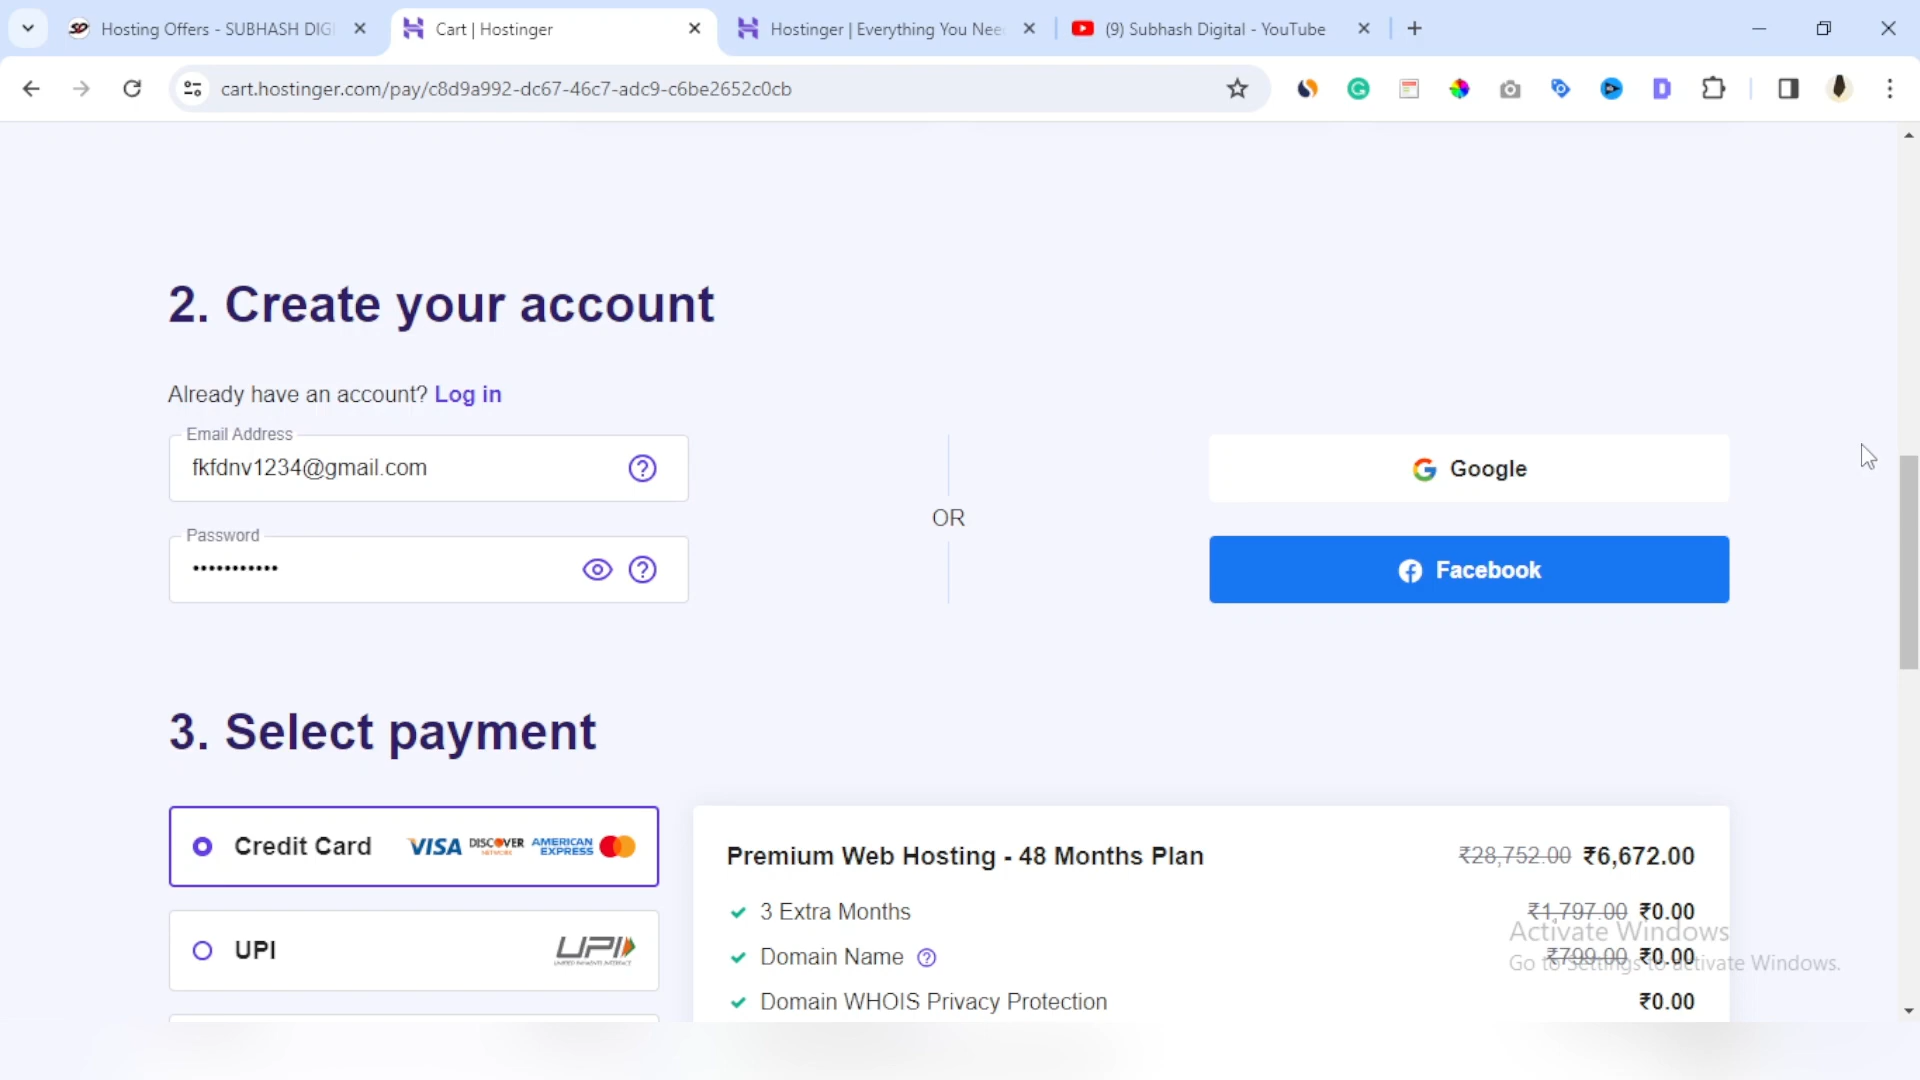 Hosting Offers - SUBHASH DIGI
Cart | Hostinger
Hostinger | Everything You Nee
(9) Subhash Digital - YouTube
cart.hostinger.com/pay/c8d9a992-dc67-46c7-adc9-c6be2652c0cb
2. Create your account
Already have an account? Log in
Email Address
fkfdnv1234@gmail.com
Google
OR
Password
•••••••••••
Facebook
3. Select payment
Credit Card VISA DISCOVER NETWORK AMERICAN EXPRESS
Premium Web Hosting - 48 Months Plan ₹28,752.00 ₹6,672.00
3 Extra Months ₹1,797.00 ₹0.00
Activate Windows
UPI UPI
Domain Name ₹799.00 ₹0.00
Go to Settings to activate Windows.
Domain WHOIS Privacy Protection ₹0.00